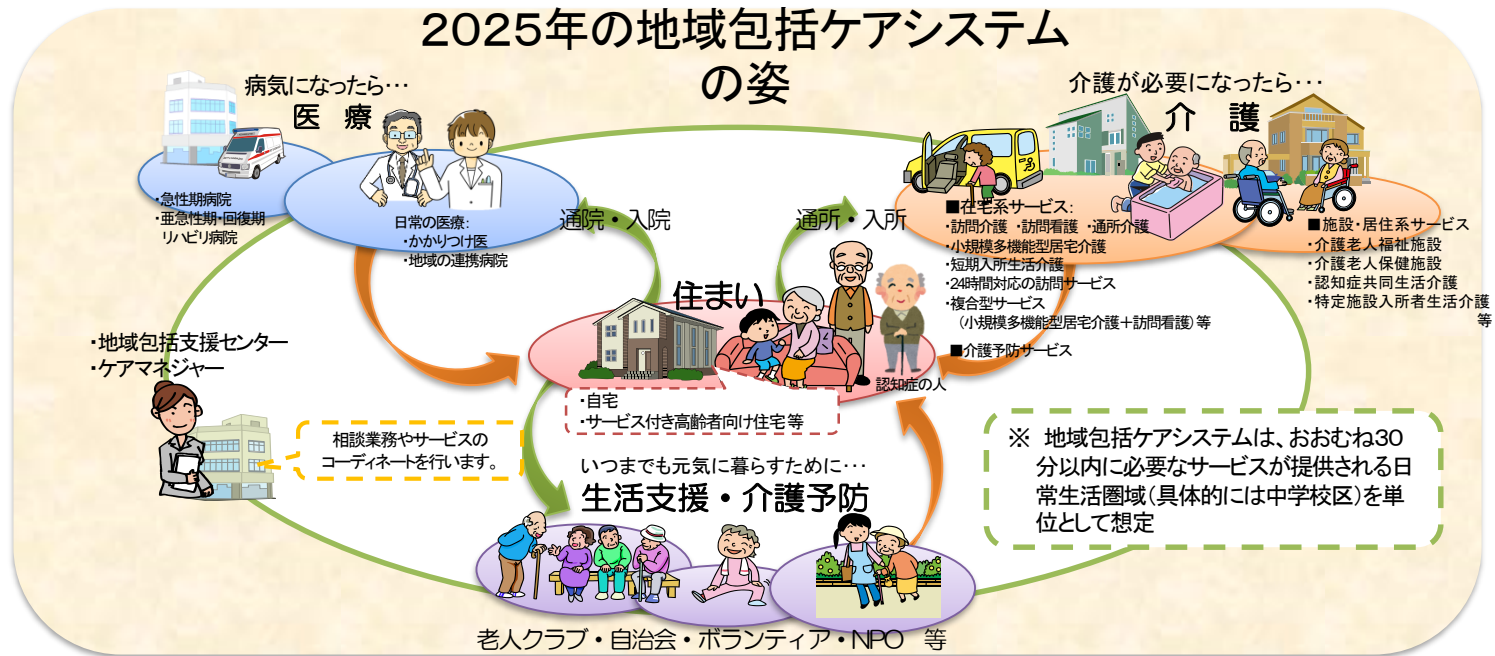 2025年の地域包括ケアシステム
の姿
病気になったら･･･
医　療
・急性期病院
・亜急性期・回復期
リハビリ病院
日常の医療：
・かかりつけ医
・地域の連携病院
通院・入院
通所・入所
介護が必要になったら･･･
介　護
■在宅系サービス：
・訪問介護　・訪問看護　・通所介護
・小規模多機能型居宅介護
・短期入所生活介護
・24時間対応の訪問サービス
・複合型サービス
（小規模多機能型居宅介護＋訪問看護）等
■介護予防サービス
■施設・居住系サービス
・介護老人福祉施設
・介護老人保健施設
・認知症共同生活介護
・特定施設入所者生活介護
等
住まい
認知症の人
・自宅
・サービス付き高齢者向け住宅等
・地域包括支援センター
・ケアマネジャー
相談業務やサービスの
コーディネートを行います。
いつまでも元気に暮らすために･･･
生活支援・介護予防
老人クラブ・自治会・ボランティア・NPO　等
※　地域包括ケアシステムは、おおむね30
分以内に必要なサービスが提供される日
常生活圏域（具体的には中学校区）を単
位として想定